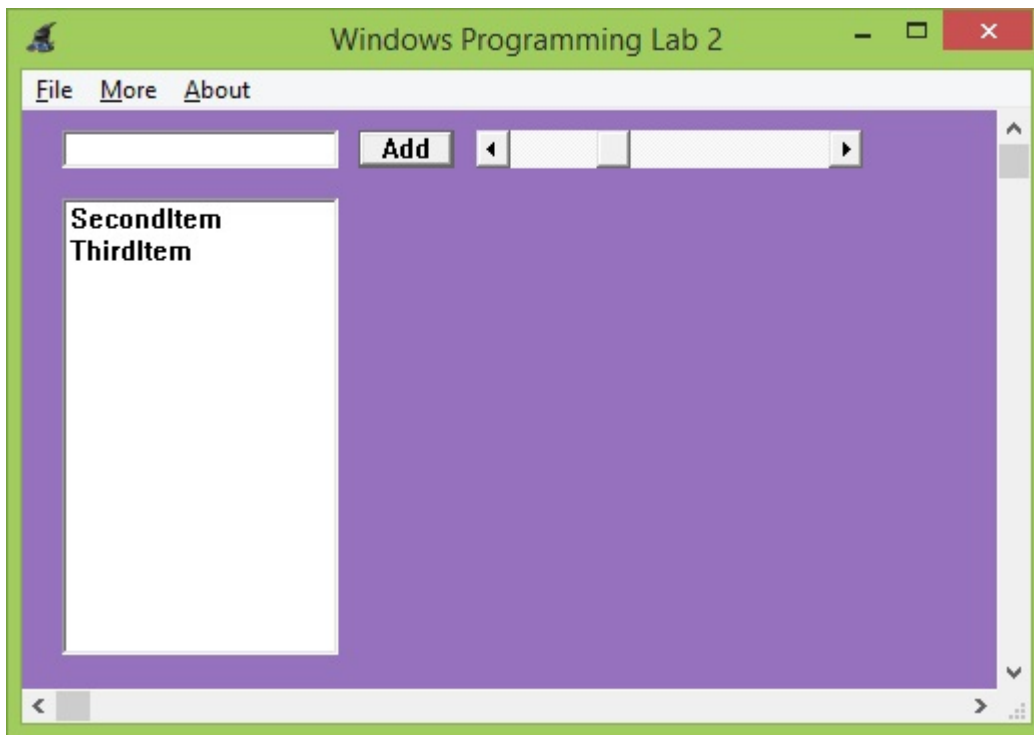 Windows Programming Lab 2
File More About
Add
SecondItem
ThirdItem